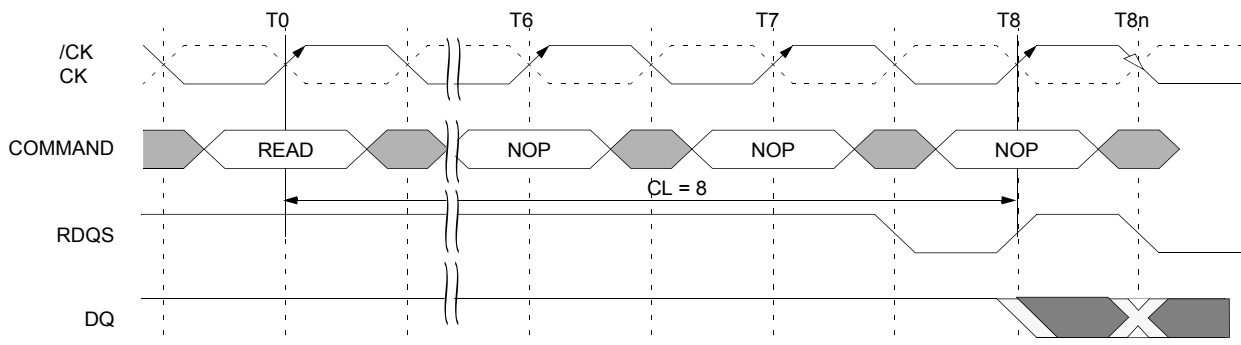 T0 T6 T7 T8 T8n
/CK
CK
COMMAND READ NOP NOP NOP
CL = 8
RDQS
DQ